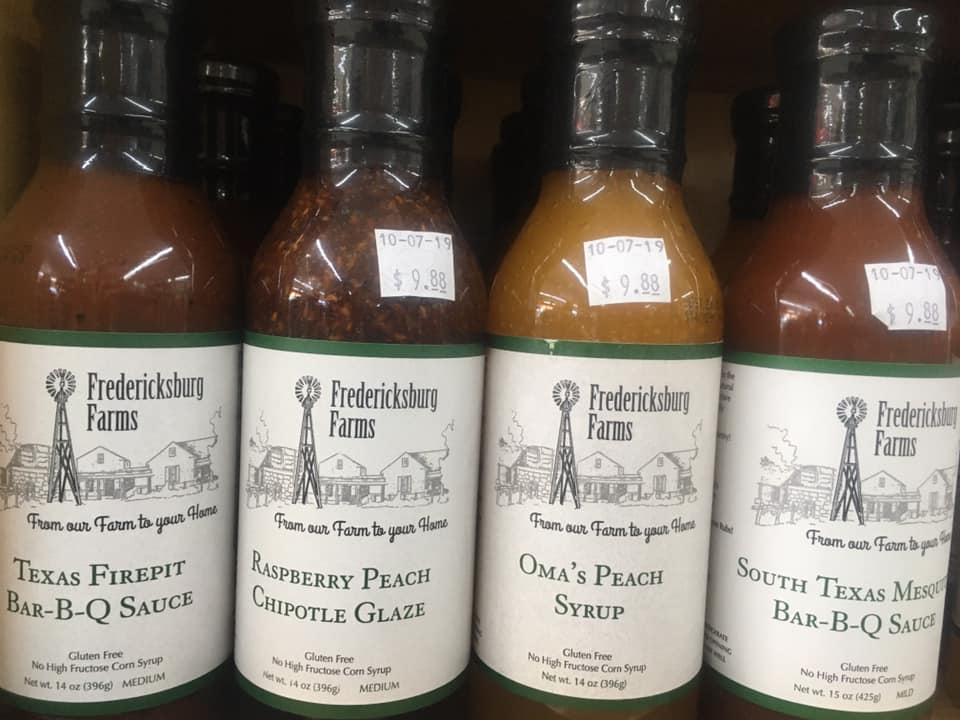 Fredericksburg
Farms
From our Farm to your Home
TEXAS FIREPIT
BAR-B-Q SAUCE
Gluten Free
No High Fructose Corn Syrup
Net wt. 14 oz (396g) MEDIUM
10-07-19
$ 9.88
Fredericksburg
Farms
From our Farm to your Home
RASPBERRY PEACH
CHIPOTLE GLAZE
Gluten Free
No High Fructose Corn Syrup
Net wt. 14 oz (396g) MEDIUM
10-07-19
$ 9.88
Fredericksburg
Farms
From our Farm to your Home
OMA'S PEACH
SYRUP
Gluten Free
No High Fructose Corn Syrup
Net wt. 14 oz (396g)
10-07-19
$ 9.88
Fredericksburg
Farms
From our Farm to your
SOUTH TEXAS
BAR-B-Q SAUCE
Gluten Free
No High Fructose Corn Syrup
Net wt. 15 oz (425g) MILD